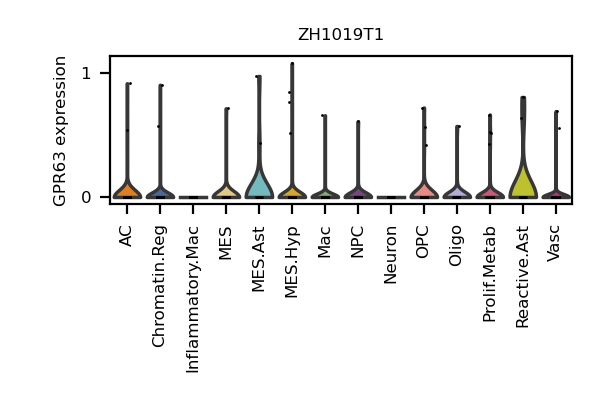 ZH1019T1
GPR63 expression
1
0
AC
Chromatin.Reg
Inflammatory.Mac
MES
MES.Ast
MES.Hyp
Mac
NPC
Neuron
OPC
Oligo
Prolif.Metab
Reactive.Ast
Vasc